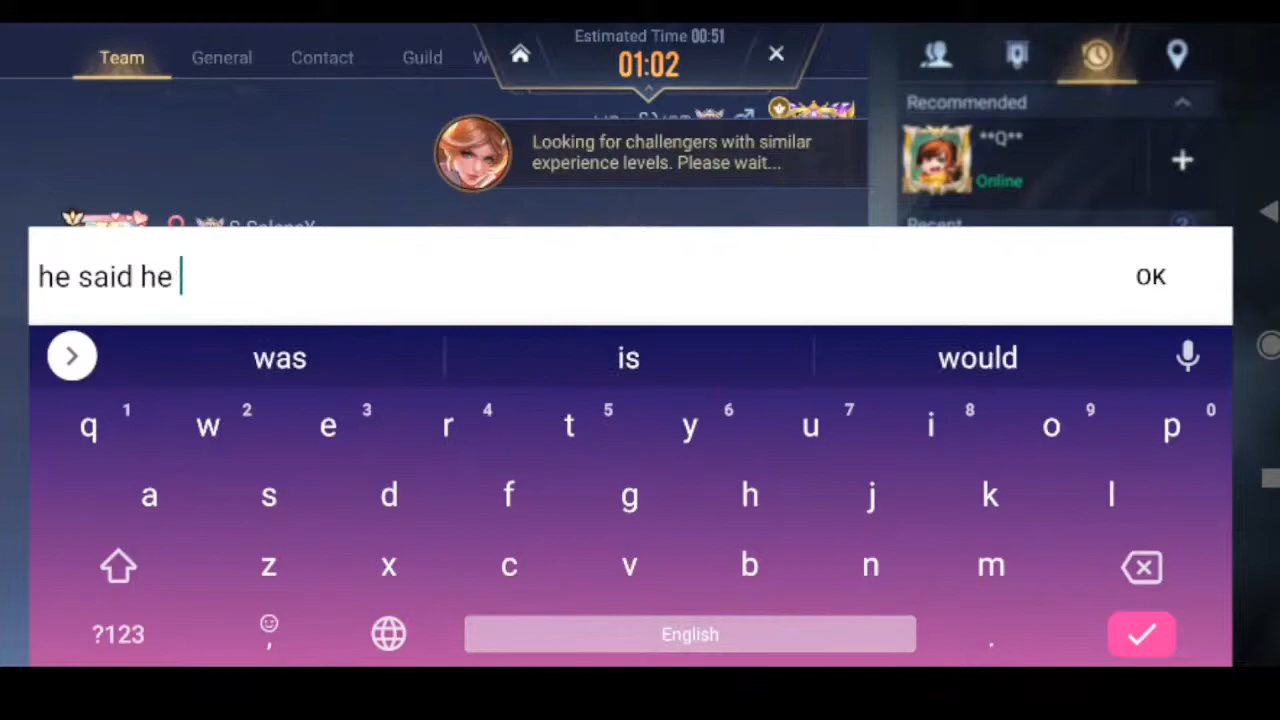 Team General Contact Guild W
Estimated Time 00:51
01:02
Looking for challengers with similar
experience levels. Please wait...
Recommended
**Q**
Online
Recent
S SelenaX
he said he
OK
was is would
q 1 w 2 e 3 r 4 t 5 y 6 u 7 i 8 o 9 p 0
a s d f g h j k l
z x c v b n m
?123 , English .